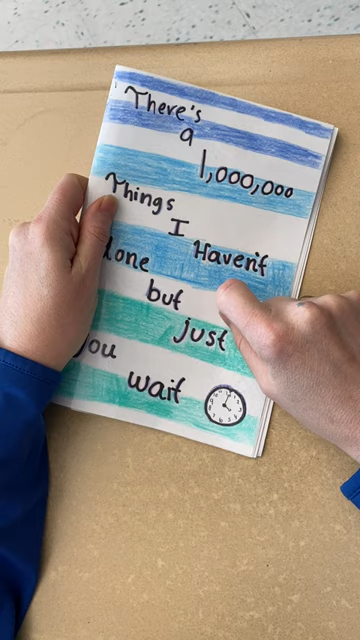 There's
a
1,000,000
Things
I
Haven't
done
but
just
you
wait